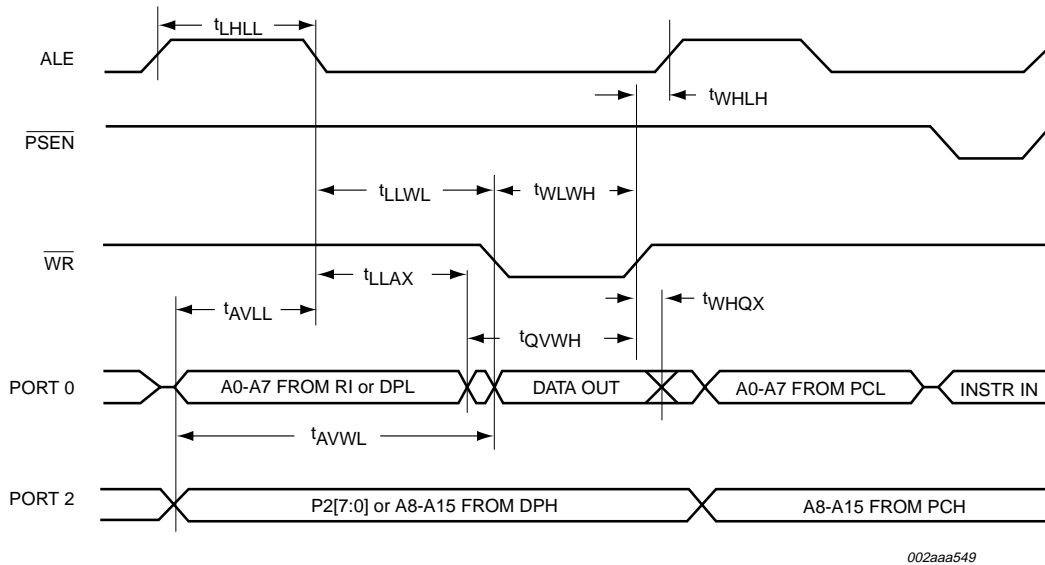 tLHLL
ALE
tWHLH
PSEN
tLLWL
tWLWH
WR
tLLAX
tWHQX
tAVLL
tQVWH
PORT 0
A0-A7 FROM RI or DPL
DATA OUT
A0-A7 FROM PCL
INSTR IN
tAVWL
PORT 2
P2[7:0] or A8-A15 FROM DPH
A8-A15 FROM PCH
002aaa549